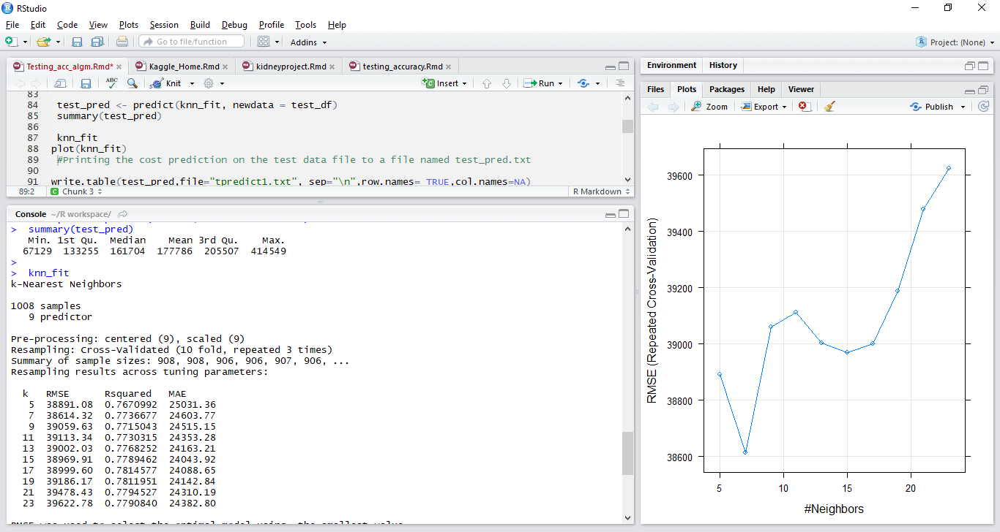 RStudio
File Edit Code View Plots Session Build Debug Profile Tools Help
Go to file/function Addins Project: (None)
Testing_acc_algm.Rmd* Kaggle_Home.Rmd kidneyproject.Rmd testing_accuracy.Rmd
ABC Knit Insert Run
83
84 test_pred <- predict(knn_fit, newdata = test_df)
85 summary(test_pred)
86
87 knn_fit
88 plot(knn_fit)
89 #Printing the cost prediction on the test data file to a file named test_pred.txt
90
91 write.table(test_pred,file="tpredict1.txt", sep="\n",row.names= TRUE,col.names=NA)
89:2 C Chunk 3 R Markdown
Console ~/R workspace/
> summary(test_pred)
Min. 1st Qu. Median Mean 3rd Qu. Max.
67129 133255 161704 177786 205507 414549
>
> knn_fit
k-Nearest Neighbors
1008 samples
9 predictor
Pre-processing: centered (9), scaled (9)
Resampling: Cross-Validated (10 fold, repeated 3 times)
Summary of sample sizes: 908, 908, 906, 906, 907, 906, ...
Resampling results across tuning parameters:
k RMSE Rsquared MAE
5 38891.08 0.7670992 25031.36
7 38614.32 0.7736677 24603.77
9 39059.63 0.7715043 24515.15
11 39113.34 0.7730315 24353.28
13 39002.03 0.7768252 24163.21
15 38969.91 0.7789462 24043.92
17 38999.60 0.7814577 24088.65
19 39186.17 0.7811951 24142.84
21 39478.43 0.7794527 24310.19
23 39622.78 0.7790840 24382.80
RMSE was used to select the optimal model using the smallest value
Environment History
Files Plots Packages Help Viewer
Zoom Export Publish
RMSE (Repeated Cross-Validation)
39600
39400
39200
39000
38800
38600
5 10 15 20
#Neighbors